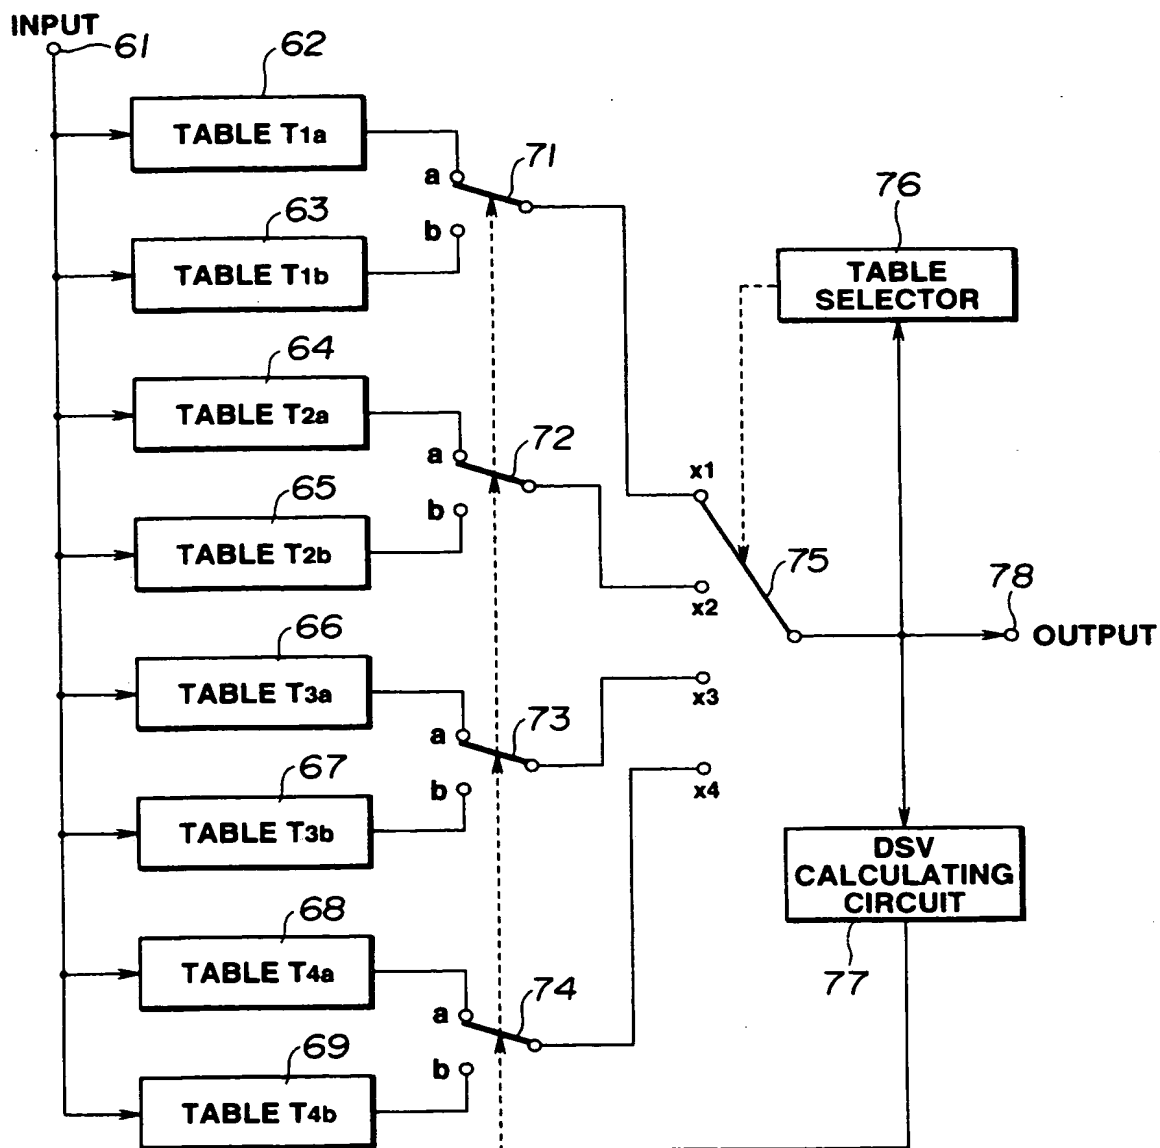 INPUT
61
62
TABLE T1a
a
71
63
b
TABLE T1b
76
TABLE
SELECTOR
64
TABLE T2a
a
72
65
b
TABLE T2b
x1
75
x2
78
OUTPUT
66
TABLE T3a
a
73
x3
67
b
TABLE T3b
x4
DSV
CALCULATING
CIRCUIT
77
68
TABLE T4a
a
74
69
b
TABLE T4b